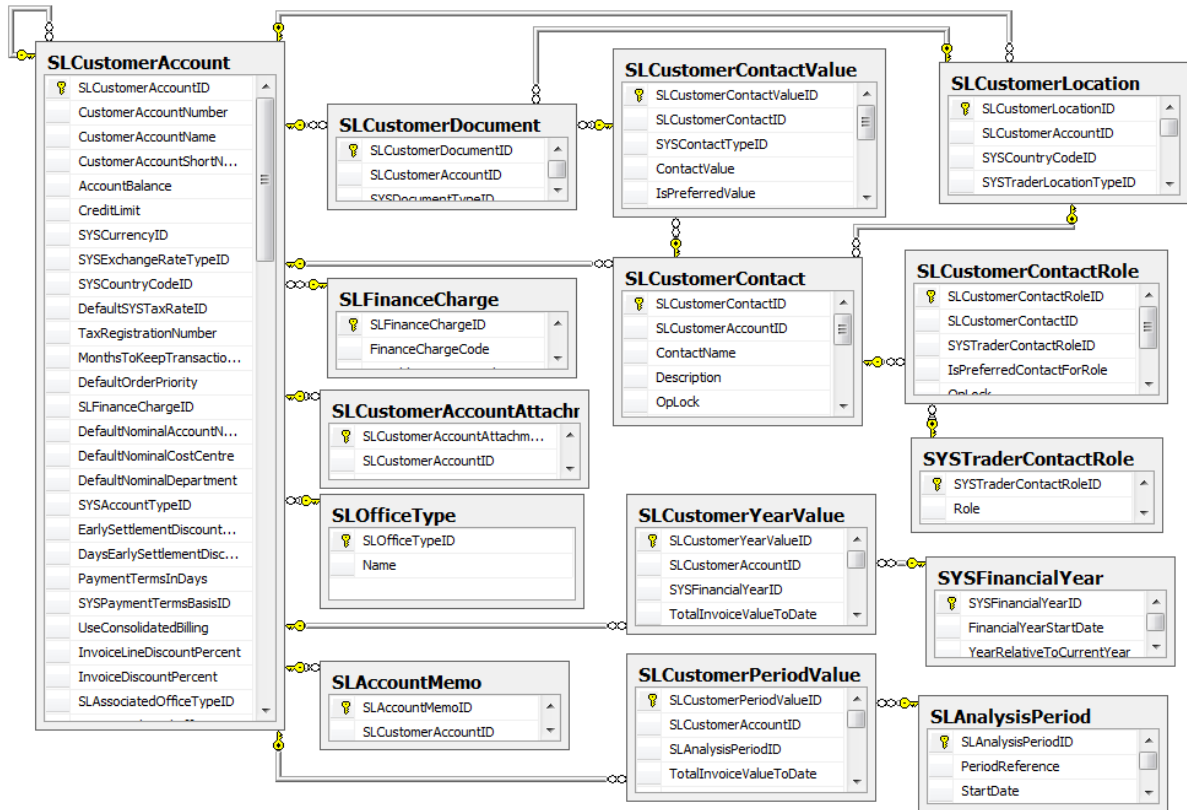 SLCustomerAccount
SLCustomerAccountID
CustomerAccountNumber
CustomerAccountName
CustomerAccountShortN...
AccountBalance
CreditLimit
SYSCurrencyID
SYSExchangeRateTypeID
SYSCountryCodeID
DefaultSYSTaxRateID
TaxRegistrationNumber
MonthsToKeepTransactio...
DefaultOrderPriority
SLFinanceChargeID
DefaultNominalAccountN...
DefaultNominalCostCentre
DefaultNominalDepartment
SYSAccountTypeID
EarlySettlementDiscount...
DaysEarlySettlementDisc...
PaymentTermsInDays
SYSPaymentTermsBasisID
UseConsolidatedBilling
InvoiceLineDiscountPercent
InvoiceDiscountPercent
SLAssociatedOfficeTypeID
SLCustomerDocument
SLCustomerDocumentID
SLCustomerAccountID
SYSDocumentTypeID
SLCustomerContactValue
SLCustomerContactValueID
SLCustomerContactID
SYSContactTypeID
ContactValue
IsPreferredValue
SLCustomerLocation
SLCustomerLocationID
SLCustomerAccountID
SYSCountryCodeID
SYSTraderLocationTypeID
SLFinanceCharge
SLFinanceChargeID
FinanceChargeCode
SLCustomerContact
SLCustomerContactID
SLCustomerAccountID
ContactName
Description
OpLock
SLCustomerContactRole
SLCustomerContactRoleID
SLCustomerContactID
SYSTraderContactRoleID
IsPreferredContactForRole
OpLock
SLCustomerAccountAttachm
SLCustomerAccountAttachm...
SLCustomerAccountID
SYSTraderContactRole
SYSTraderContactRoleID
Role
SLOfficeType
SLOfficeTypeID
Name
SLCustomerYearValue
SLCustomerYearValueID
SLCustomerAccountID
SYSFinancialYearID
TotalInvoiceValueToDate
SYSFinancialYear
SYSFinancialYearID
FinancialYearStartDate
YearRelativeToCurrentYear
SLAccountMemo
SLAccountMemoID
SLCustomerAccountID
SLCustomerPeriodValue
SLCustomerPeriodValueID
SLCustomerAccountID
SLAnalysisPeriodID
TotalInvoiceValueToDate
SLAnalysisPeriod
SLAnalysisPeriodID
PeriodReference
StartDate